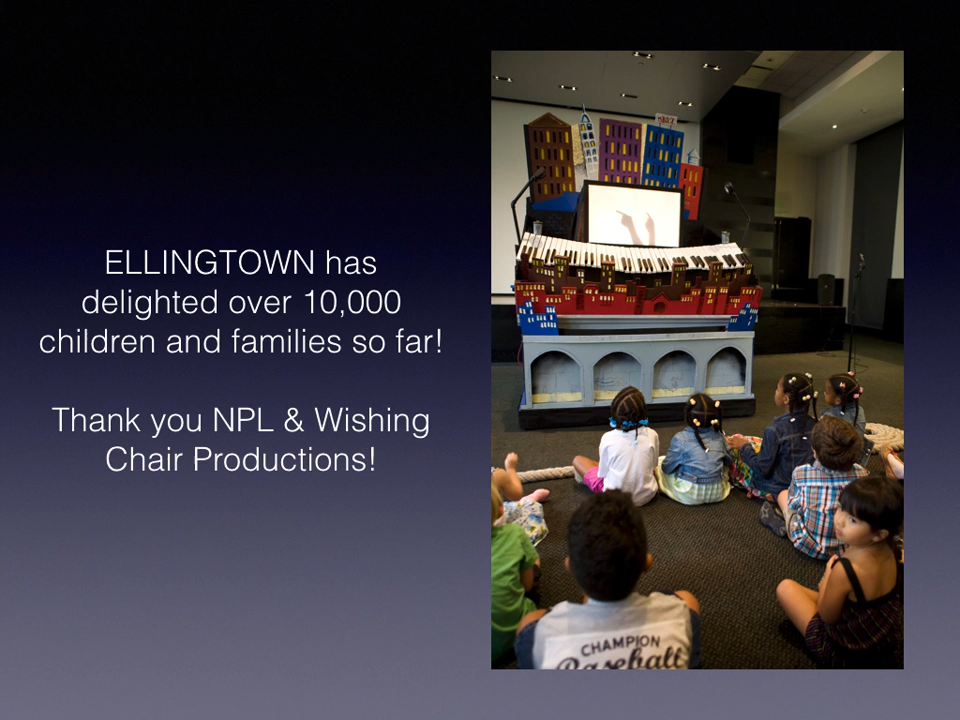 ELLINGTOWN has
delighted over 10,000
children and families so far!
Thank you NPL & Wishing
Chair Productions!
CHAMPION
Baseball